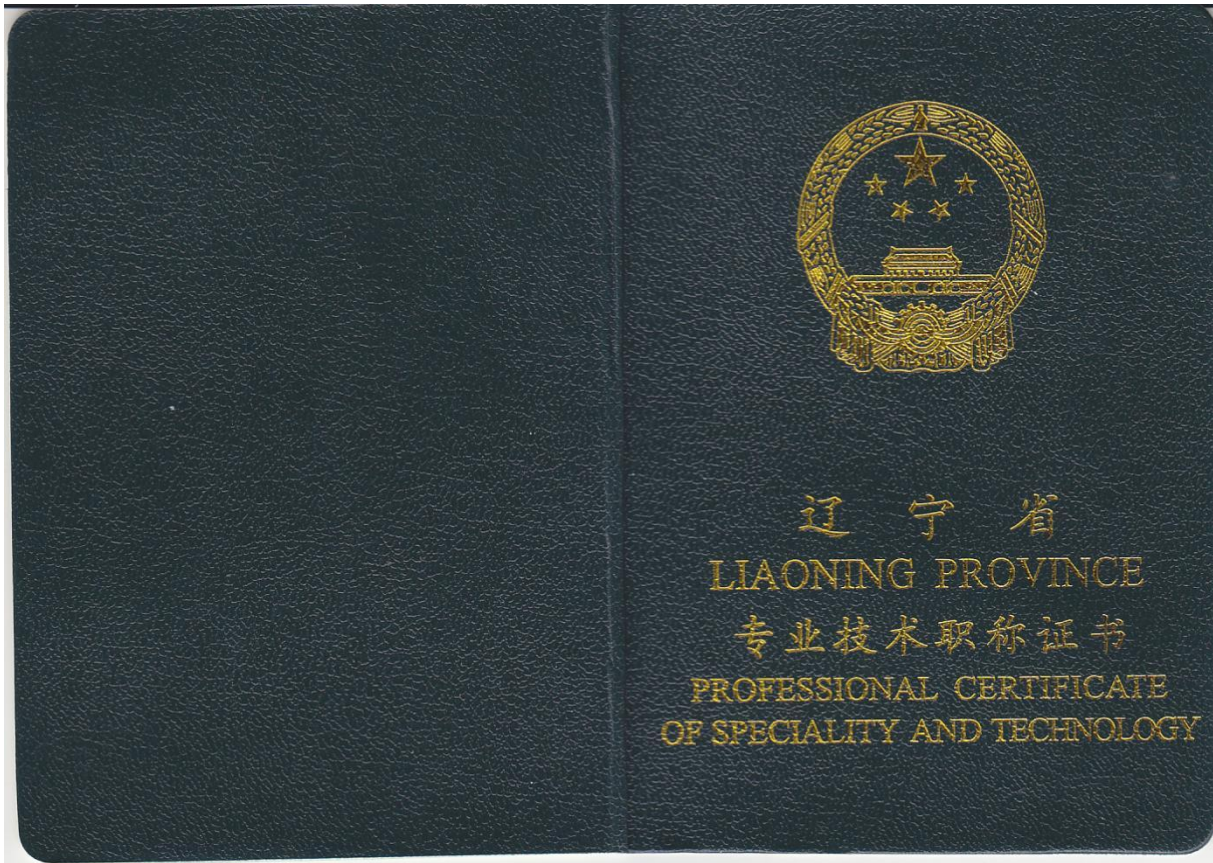 辽宁省
LIAONING PROVINCE
专业技术职称证书
PROFESSIONAL CERTIFICATE
OF SPECIALITY AND TECHNOLOGY